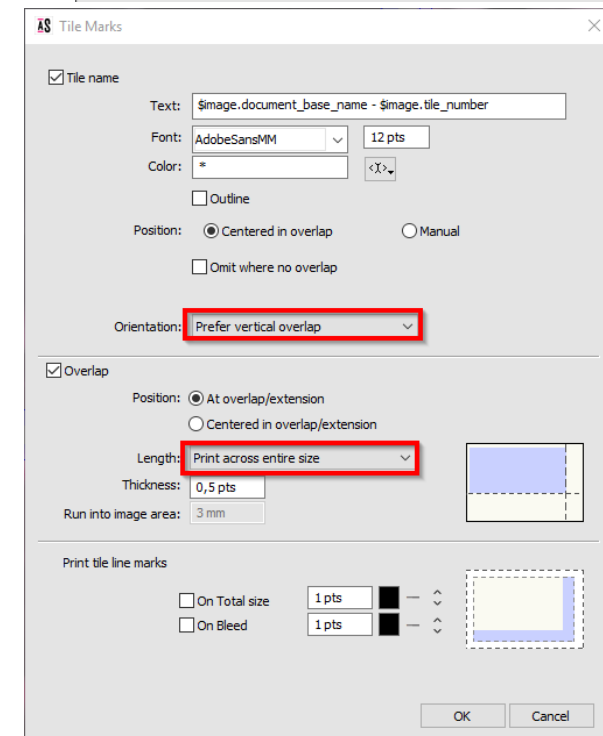 AS Tile Marks
Tile name
Text: $image.document_base_name - $image.tile_number
Font: AdobeSansMM 12 pts
Color: *
Outline
Position: Centered in overlap Manual
Omit where no overlap
Orientation: Prefer vertical overlap
Overlap
Position: At overlap/extension
Centered in overlap/extension
Length: Print across entire size
Thickness: 0,5 pts
Run into image area: 3 mm
Print tile line marks
On Total size 1 pts
On Bleed 1 pts
OK Cancel